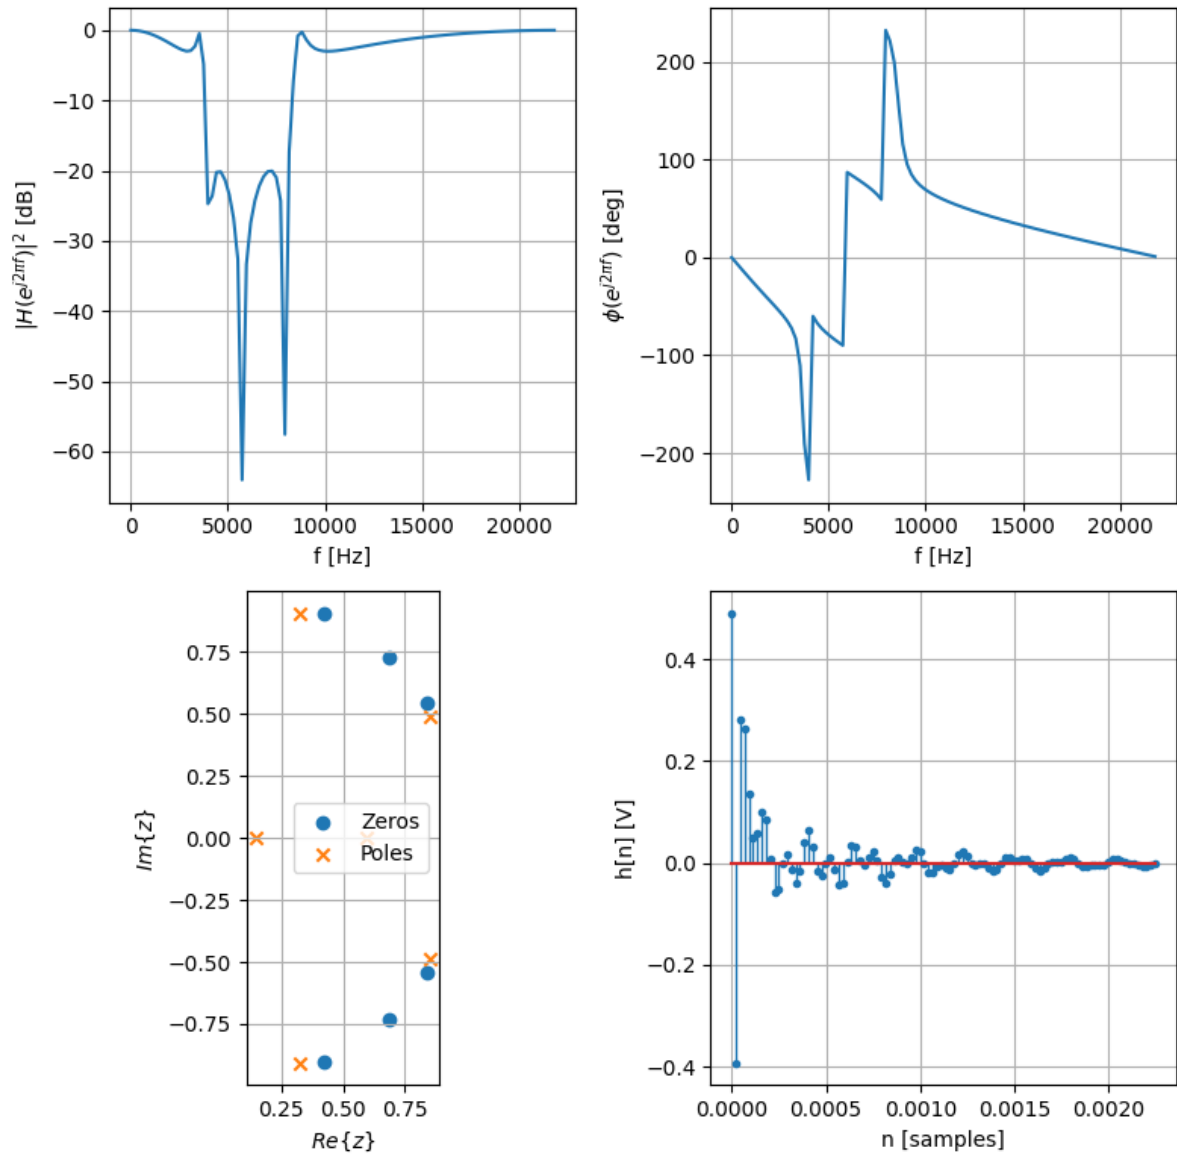 0
−10
−20
−30
−40
−50
−60
|H(e^{j2πf})|² [dB]
0 5000 10000 15000 20000
f [Hz]
200
100
0
−100
−200
ϕ(e^{j2πf}) [deg]
0 5000 10000 15000 20000
f [Hz]
0.75
0.50
0.25
0.00
−0.25
−0.50
−0.75
Im{z}
Zeros
Poles
0.25 0.50 0.75
Re{z}
0.4
0.2
0.0
−0.2
−0.4
h[n] [V]
0.0000 0.0005 0.0010 0.0015 0.0020
n [samples]